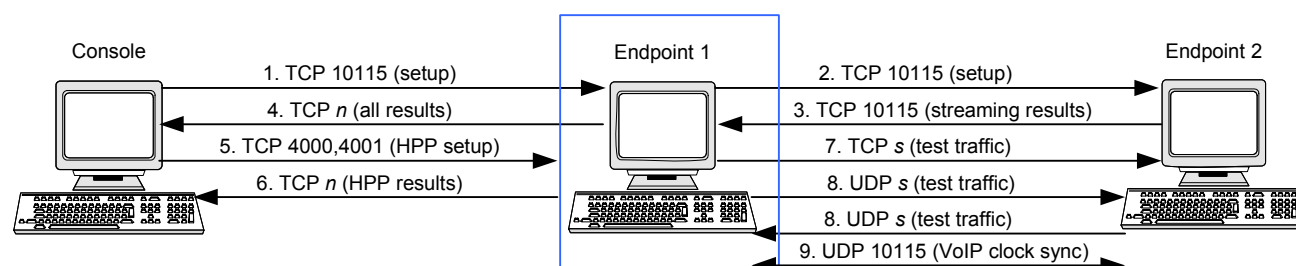 Console
Endpoint 1
Endpoint 2
1. TCP 10115 (setup)
2. TCP 10115 (setup)
4. TCP n (all results)
3. TCP 10115 (streaming results)
5. TCP 4000,4001 (HPP setup)
7. TCP s (test traffic)
6. TCP n (HPP results)
8. UDP s (test traffic)
8. UDP s (test traffic)
9. UDP 10115 (VoIP clock sync)